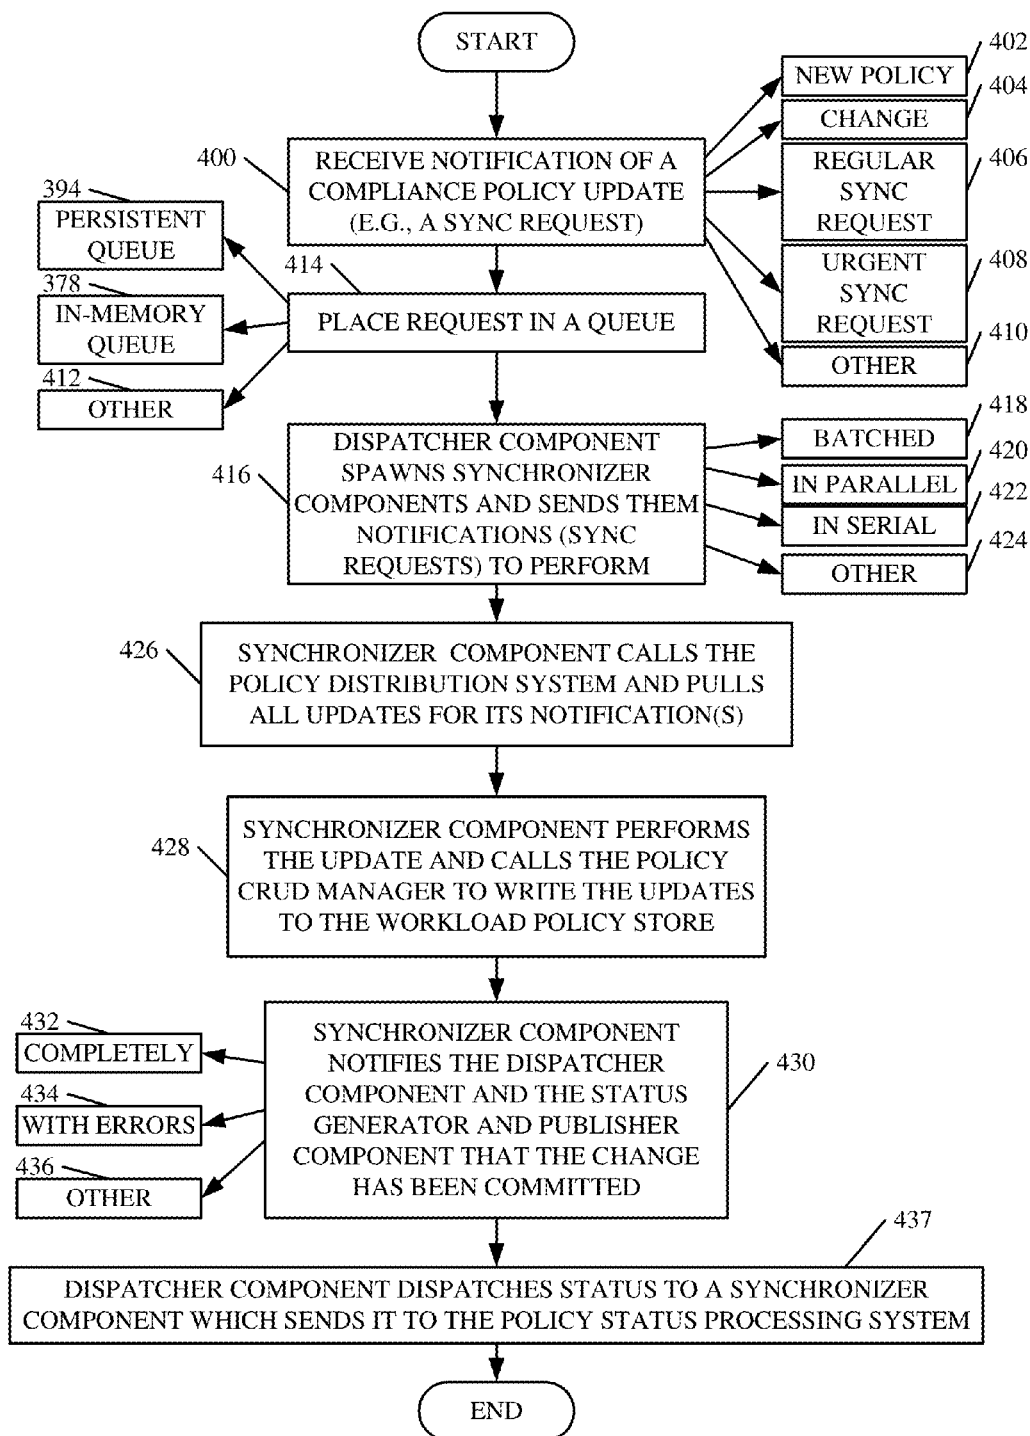 START
402
NEW POLICY
404
CHANGE
400
RECEIVE NOTIFICATION OF A
COMPLIANCE POLICY UPDATE
(E.G., A SYNC REQUEST)
406
REGULAR
SYNC
REQUEST
394
PERSISTENT
QUEUE
408
URGENT
SYNC
REQUEST
414
PLACE REQUEST IN A QUEUE
378
IN-MEMORY
QUEUE
410
OTHER
412
OTHER
416
DISPATCHER COMPONENT
SPAWNS SYNCHRONIZER
COMPONENTS AND SENDS THEM
NOTIFICATIONS (SYNC
REQUESTS) TO PERFORM
418
BATCHED
420
IN PARALLEL
422
IN SERIAL
424
OTHER
426
SYNCHRONIZER COMPONENT CALLS THE
POLICY DISTRIBUTION SYSTEM AND PULLS
ALL UPDATES FOR ITS NOTIFICATION(S)
428
SYNCHRONIZER COMPONENT PERFORMS
THE UPDATE AND CALLS THE POLICY
CRUD MANAGER TO WRITE THE UPDATES
TO THE WORKLOAD POLICY STORE
430
SYNCHRONIZER COMPONENT
NOTIFIES THE DISPATCHER
COMPONENT AND THE STATUS
GENERATOR AND PUBLISHER
COMPONENT THAT THE CHANGE
HAS BEEN COMMITTED
432
COMPLETELY
434
WITH ERRORS
436
OTHER
437
DISPATCHER COMPONENT DISPATCHES STATUS TO A SYNCHRONIZER
COMPONENT WHICH SENDS IT TO THE POLICY STATUS PROCESSING SYSTEM
END